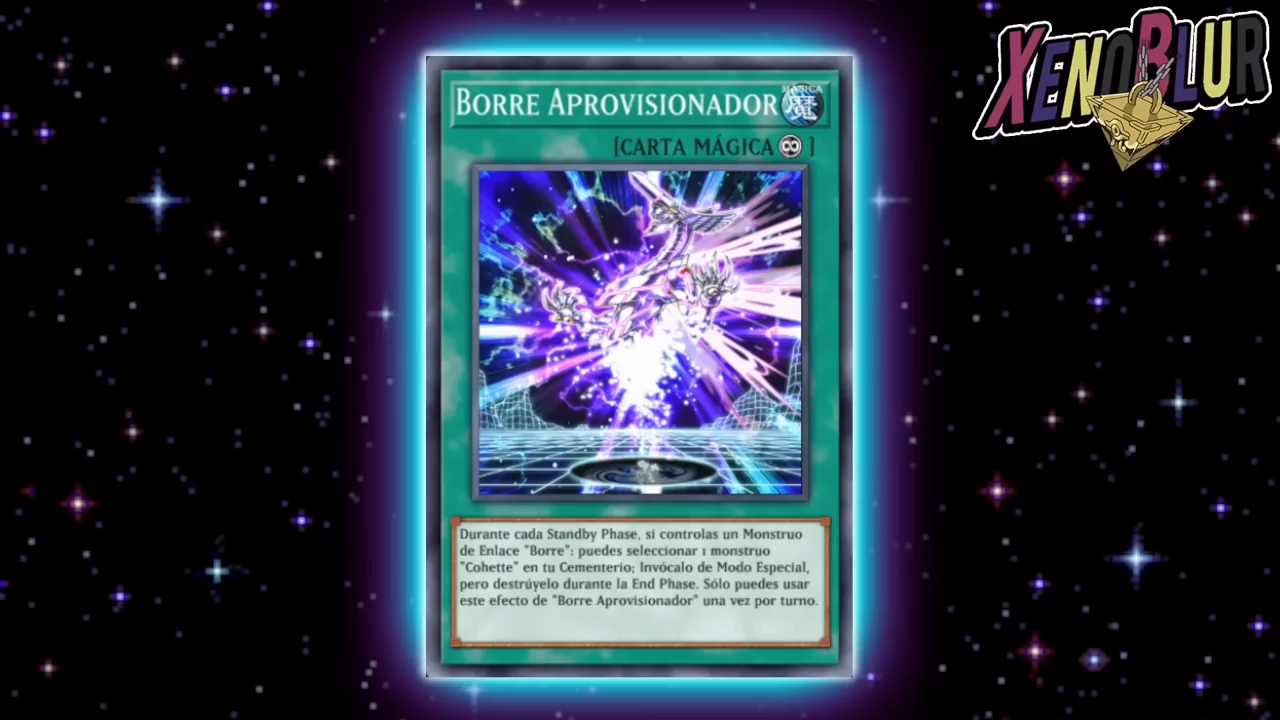 XENOBLUR
BORRE APROVISIONADOR
MÁGICA
魔
[CARTA MÁGICA ]
Durante cada Standby Phase, si controlas un Monstruo
de Enlace "Borre": puedes seleccionar 1 monstruo
"Cohette" en tu Cementerio; Invócalo de Modo Especial,
pero destrúyelo durante la End Phase. Sólo puedes usar
este efecto de "Borre Aprovisionador" una vez por turno.